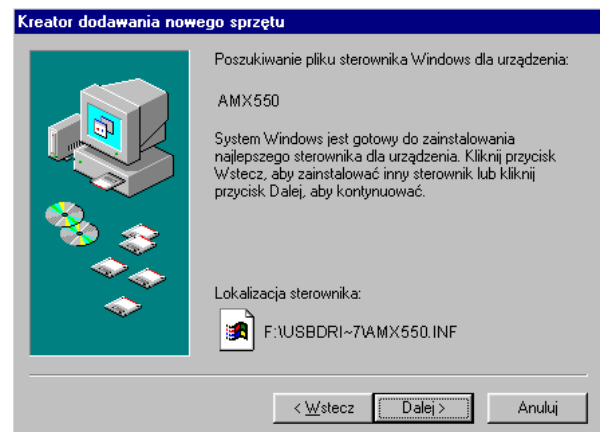 Kreator dodawania nowego sprzętu
Poszukiwanie pliku sterownika Windows dla urządzenia:
AMX550
System Windows jest gotowy do zainstalowania
najlepszego sterownika dla urządzenia. Kliknij przycisk
Wstecz, aby zainstalować inny sterownik lub kliknij
przycisk Dalej, aby kontynuować.
Lokalizacja sterownika:
F:\USBDRI~7\AMX550.INF
< Wstecz Dalej > Anuluj